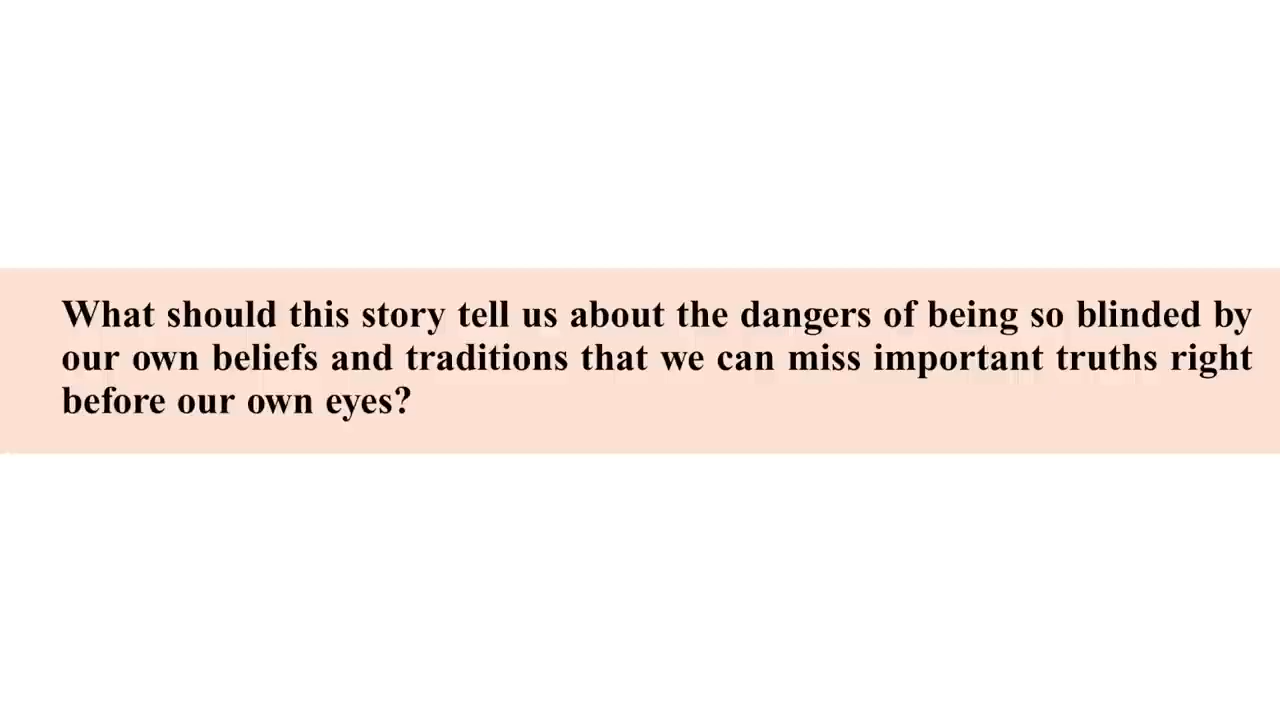 What should this story tell us about the dangers of being so blinded by
our own beliefs and traditions that we can miss important truths right
before our own eyes?